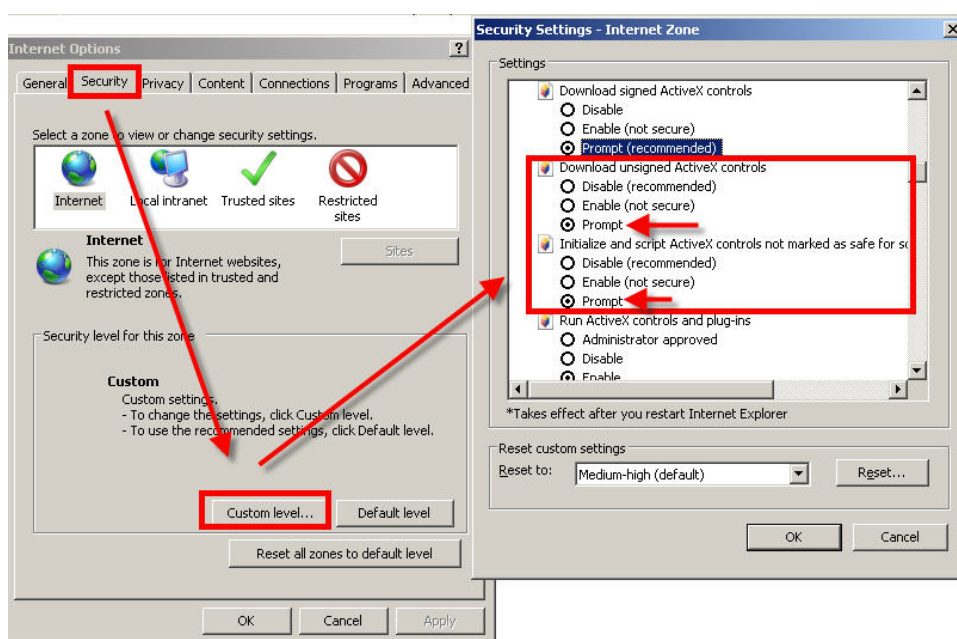 Internet Options
?
General
Security
Privacy
Content
Connections
Programs
Advanced
Select a zone to view or change security settings.
Internet
Local intranet
Trusted sites
Restricted
sites
Internet
Sites
This zone is for Internet websites,
except those listed in trusted and
restricted zones.
Security level for this zone
Custom
Custom settings.
- To change the settings, click Custom level.
- To use the recommended settings, click Default level.
Custom level...
Default level
Reset all zones to default level
OK
Cancel
Apply
Security Settings - Internet Zone
X
Settings
Download signed ActiveX controls
Disable
Enable (not secure)
Prompt (recommended)
Download unsigned ActiveX controls
Disable (recommended)
Enable (not secure)
Prompt
Initialize and script ActiveX controls not marked as safe for
Disable (recommended)
Enable (not secure)
Prompt
Run ActiveX controls and plug-ins
Administrator approved
Disable
Enable
*Takes effect after you restart Internet Explorer
Reset custom settings
Reset to:
Medium-high (default)
Reset...
OK
Cancel